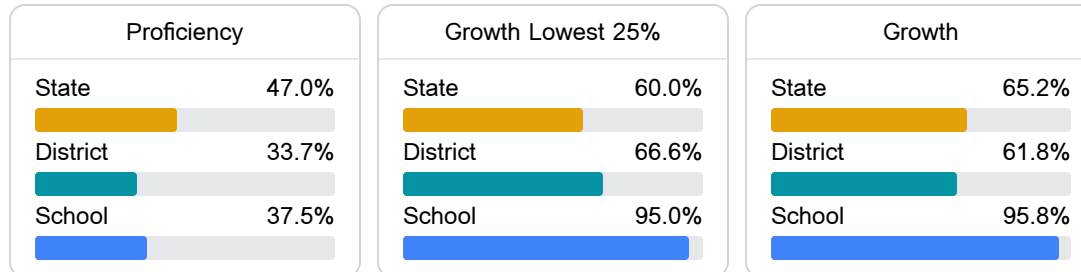 Proficiency
State 47.0%
District 33.7%
School 37.5%
Growth Lowest 25%
State 60.0%
District 66.6%
School 95.0%
Growth
State 65.2%
District 61.8%
School 95.8%